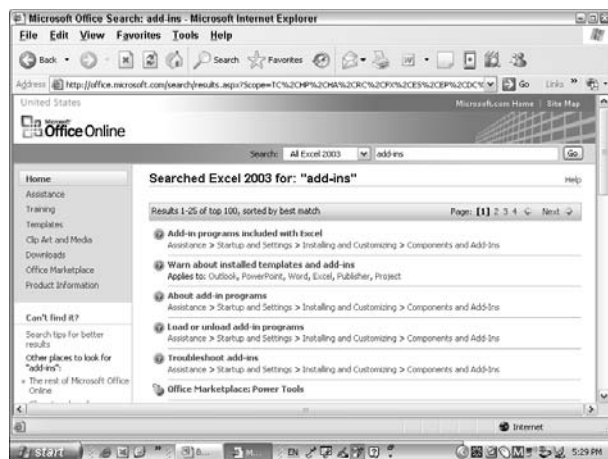 Microsoft Office Search: add-ins - Microsoft Internet Explorer
File Edit View Favorites Tools Help
Back Search Favorites
Address http://office.microsoft.com/search/results.aspx?Scope=TC%2CHP%2CHA%2CRC%2CFX%2CES%2CEP%2CDC% Go Links »
United States Microsoft.com Home | Site Map
Microsoft
Office Online
Search: All Excel 2003 add-ins Go
Home
Assistance
Training
Templates
Clip Art and Media
Downloads
Office Marketplace
Product Information
Can't find it?
Search tips for better
results
Other places to look for
"add-ins":
» The rest of Microsoft Office
Online
Searched Excel 2003 for: "add-ins" Help
Results 1-25 of top 100, sorted by best match Page: [1] 2 3 4 Next
Add-in programs included with Excel
Assistance > Startup and Settings > Installing and Customizing > Components and Add-Ins
Warn about installed templates and add-ins
Applies to: Outlook, PowerPoint, Word, Excel, Publisher, Project
About add-in programs
Assistance > Startup and Settings > Installing and Customizing > Components and Add-Ins
Load or unload add-in programs
Assistance > Startup and Settings > Installing and Customizing > Components and Add-Ins
Troubleshoot add-ins
Assistance > Startup and Settings > Installing and Customizing > Components and Add-Ins
Office Marketplace: Power Tools
Internet
start » B... M... EN 5:29 PM